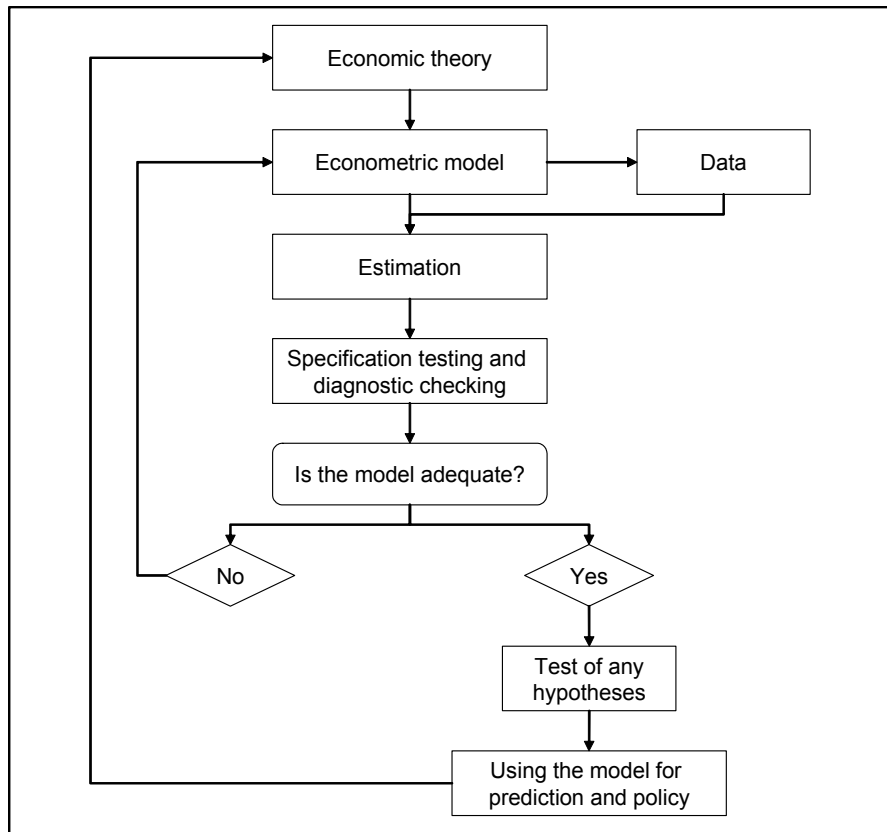 Economic theory
Econometric model
Data
Estimation
Specification testing and
diagnostic checking
Is the model adequate?
No
Yes
Test of any
hypotheses
Using the model for
prediction and policy